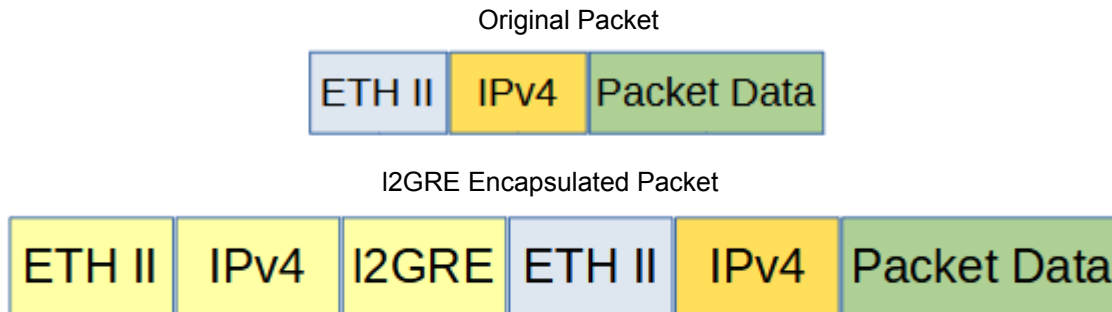 Original Packet
ETH II IPv4 Packet Data
l2GRE Encapsulated Packet
ETH II IPv4 l2GRE ETH II IPv4 Packet Data